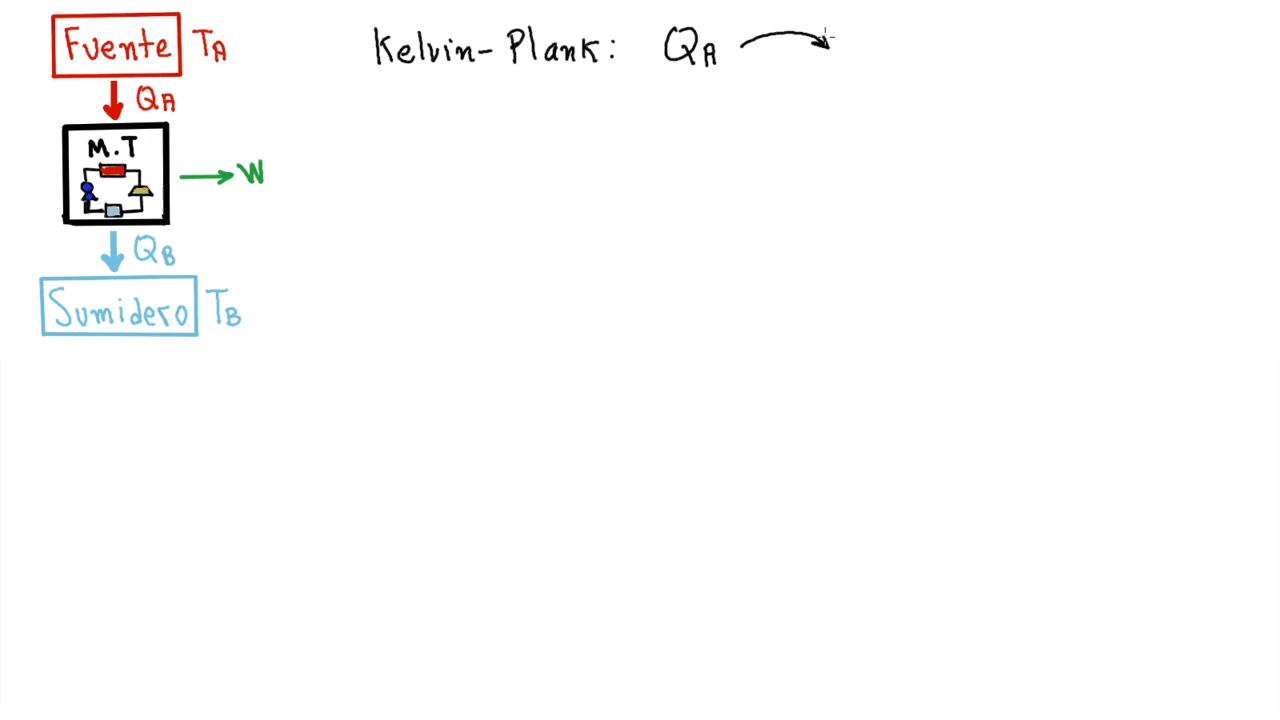 Fuente TA
QA
M.T
W
QB
Sumidero TB
Kelvin-Plank: QA